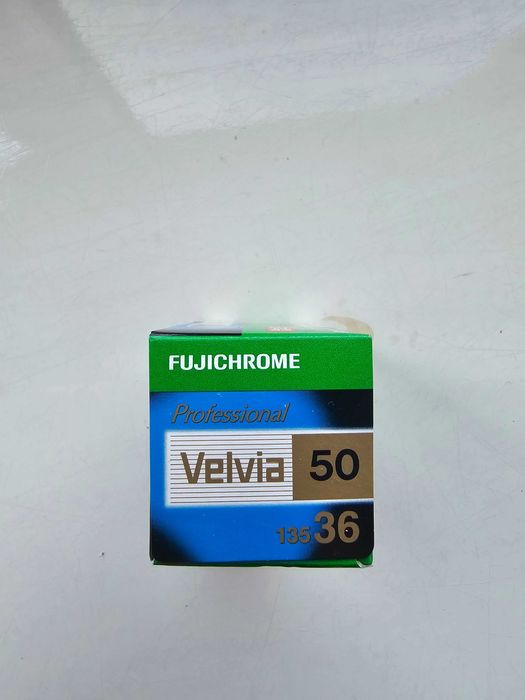 FUJICHROME
Professional
Velvia 50
135 36